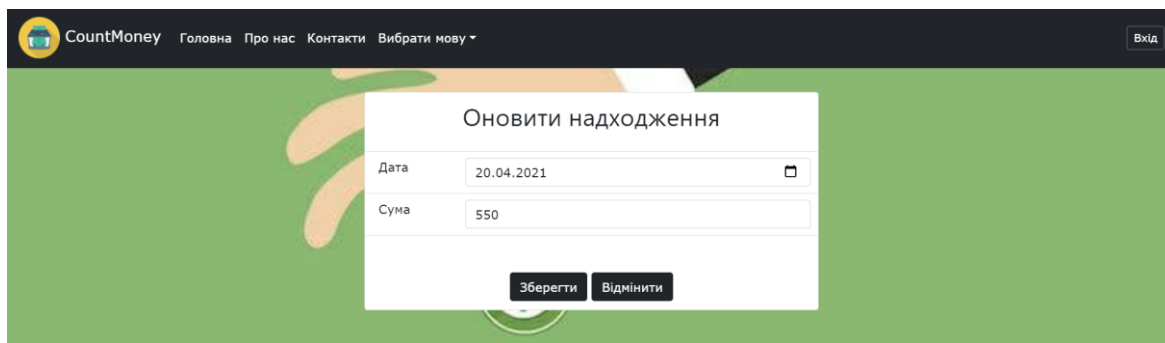 CountMoney Головна Про нас Контакти Вибрати мову Вхід
Оновити надходження
Дата 20.04.2021
Сума 550
Зберегти Відмінити